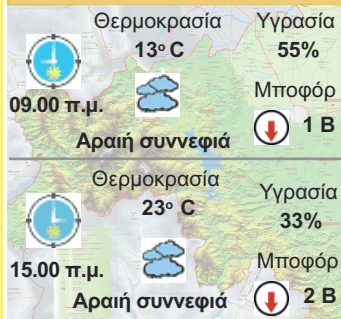 Θερμοκρασία Υγρασία
13° C 55%
Μποφόρ
09.00 π.μ. 1 Β
Αραιή συννεφιά
Θερμοκρασία Υγρασία
23° C 33%
Μποφόρ
15.00 π.μ. 2 Β
Αραιή συννεφιά